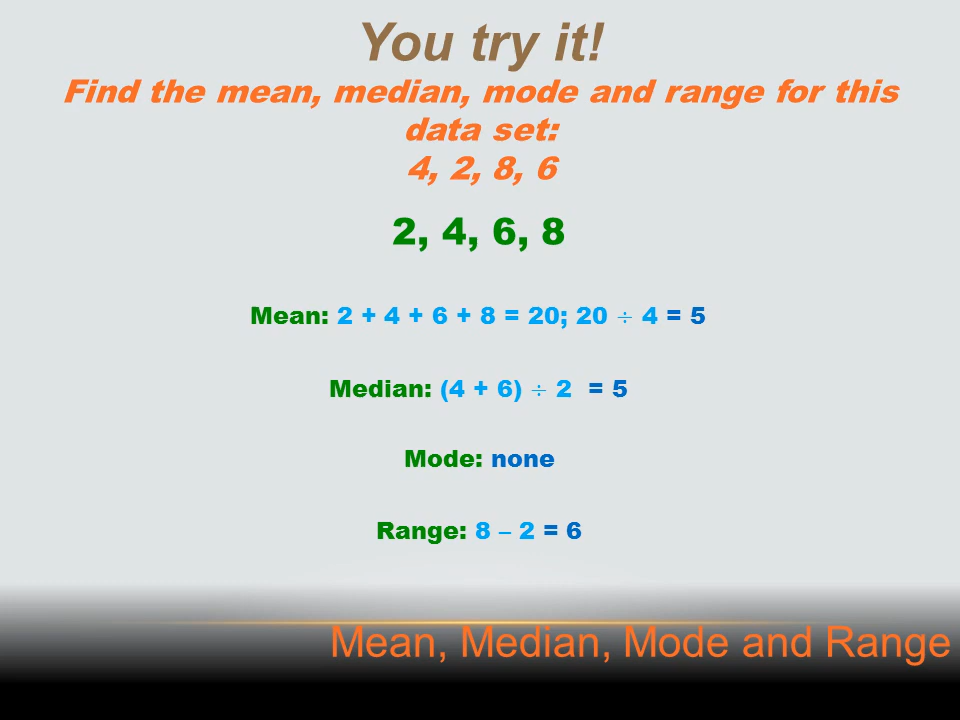 You try it!
Find the mean, median, mode and range for this
data set:
4, 2, 8, 6
2, 4, 6, 8
Mean: 2 + 4 + 6 + 8 = 20; 20 ÷ 4 = 5
Median: (4 + 6) ÷ 2  = 5
Mode: none
Range: 8 – 2 = 6
Mean, Median, Mode and Range